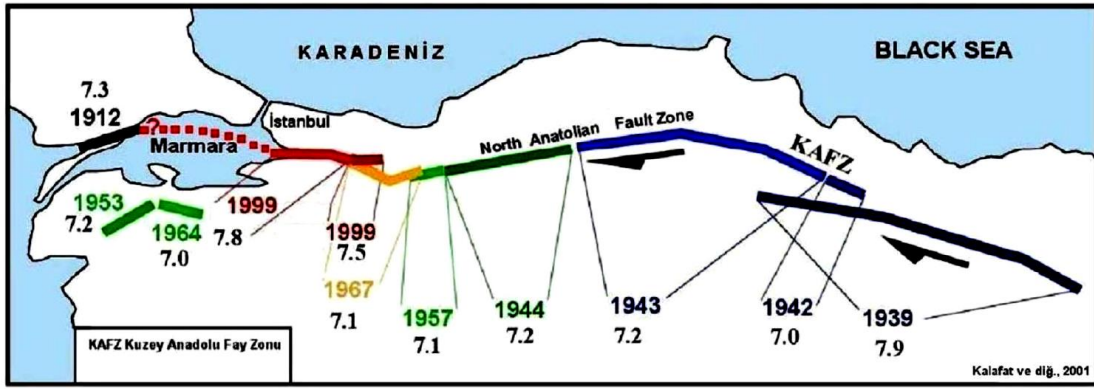 KARADENİZ
BLACK SEA
7.3
1912
?
İstanbul
Marmara
North Anatolian Fault Zone
KAFZ
1953
7.2
1964
7.0
1999
7.8
1999
7.5
1967
7.1
1957
7.1
1944
7.2
1943
7.2
1942
7.0
1939
7.9
KAFZ Kuzey Anadolu Fay Zonu
Kalafat ve diğ., 2001